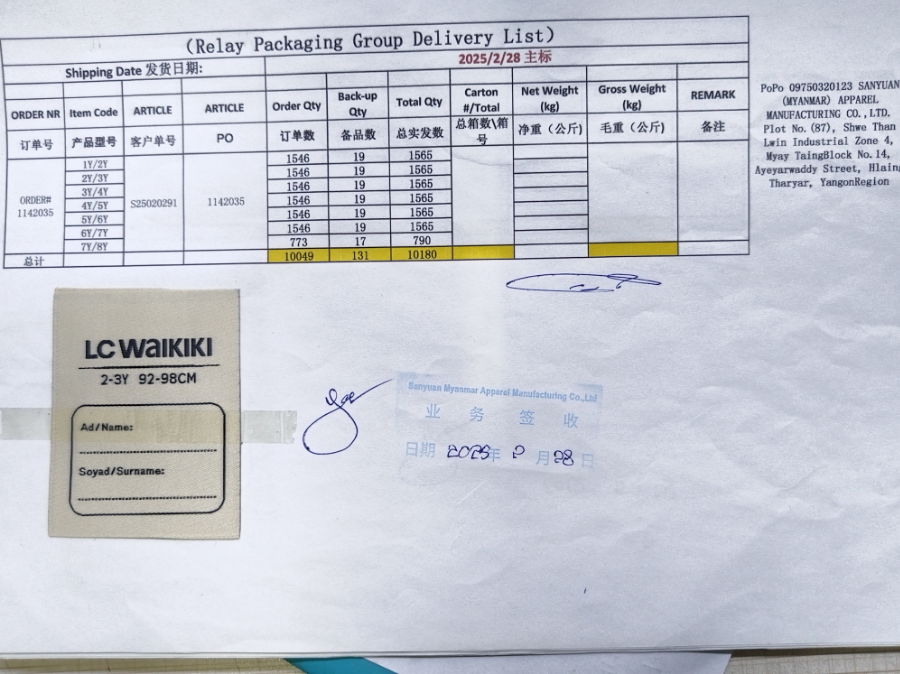 (Relay Packaging Group Delivery List)
Shipping Date 发货日期: 2025/2/28 主标
ORDER NR Item Code ARTICLE ARTICLE Order Qty Back-up Qty Total Qty Carton #/Total Net Weight (kg) Gross Weight (kg) REMARK
订单号 产品型号 客户单号 PO 订单数 备品数 总实发数 总箱数\箱号 净重（公斤） 毛重（公斤） 备注
ORDER# 1142035 S25020291 1142035
1Y/2Y 1546 19 1565
2Y/3Y 1546 19 1565
3Y/4Y 1546 19 1565
4Y/5Y 1546 19 1565
5Y/6Y 1546 19 1565
6Y/7Y 1546 19 1565
7Y/8Y 773 17 790
总计 10049 131 10180
PoPo 09750320123 SANYUAN
(MYANMAR) APPAREL
MANUFACTURING CO.,LTD.
Plot No.(87), Shwe Than
Lwin Industrial Zone 4,
Myay TaingBlock No.14,
Ayeyarwaddy Street, Hlaing
Tharyar, YangonRegion
LC WAIKIKI
2-3Y 92-98CM
Ad/Name:
Soyad/Surname:
Sanyuan Myanmar Apparel Manufacturing Co.,Ltd
业务签收
日期 2025年 2月28日